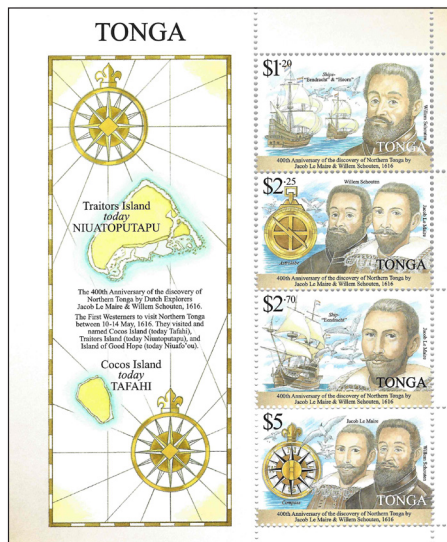 TONGA
Traitors Island
today
NIUATOPUTAPU
The 400th Anniversary of the discovery of
Northern Tonga by Dutch Explorers
Jacob Le Maire & Willem Schouten, 1616.
The First Westerners to visit Northern Tonga
between 10-14 May, 1616. They visited and
named Cocos Island (today Tafahi),
Traitors Island (today Niuatoputapu), and
Island of Good Hope (today Niuafo'ou).
Cocos Island
today
TAFAHI
$1.20
Ships
"Eendracht" & "Hoorn"
Willem Schouten
TONGA
400th Anniversary of the discovery of Northern Tonga by
Jacob Le Maire & Willem Schouten, 1616
$2.25
Willem Schouten
Jacob Le Maire
TONGA
400th Anniversary of the discovery of Northern Tonga by
Jacob Le Maire & Willem Schouten, 1616
$2.70
Ship
"Eendracht"
Jacob Le Maire
TONGA
400th Anniversary of the discovery of Northern Tonga by
Jacob Le Maire & Willem Schouten, 1616
$5
Jacob Le Maire
Willem Schouten
Compass
TONGA
400th Anniversary of the discovery of Northern Tonga by
Jacob Le Maire & Willem Schouten, 1616